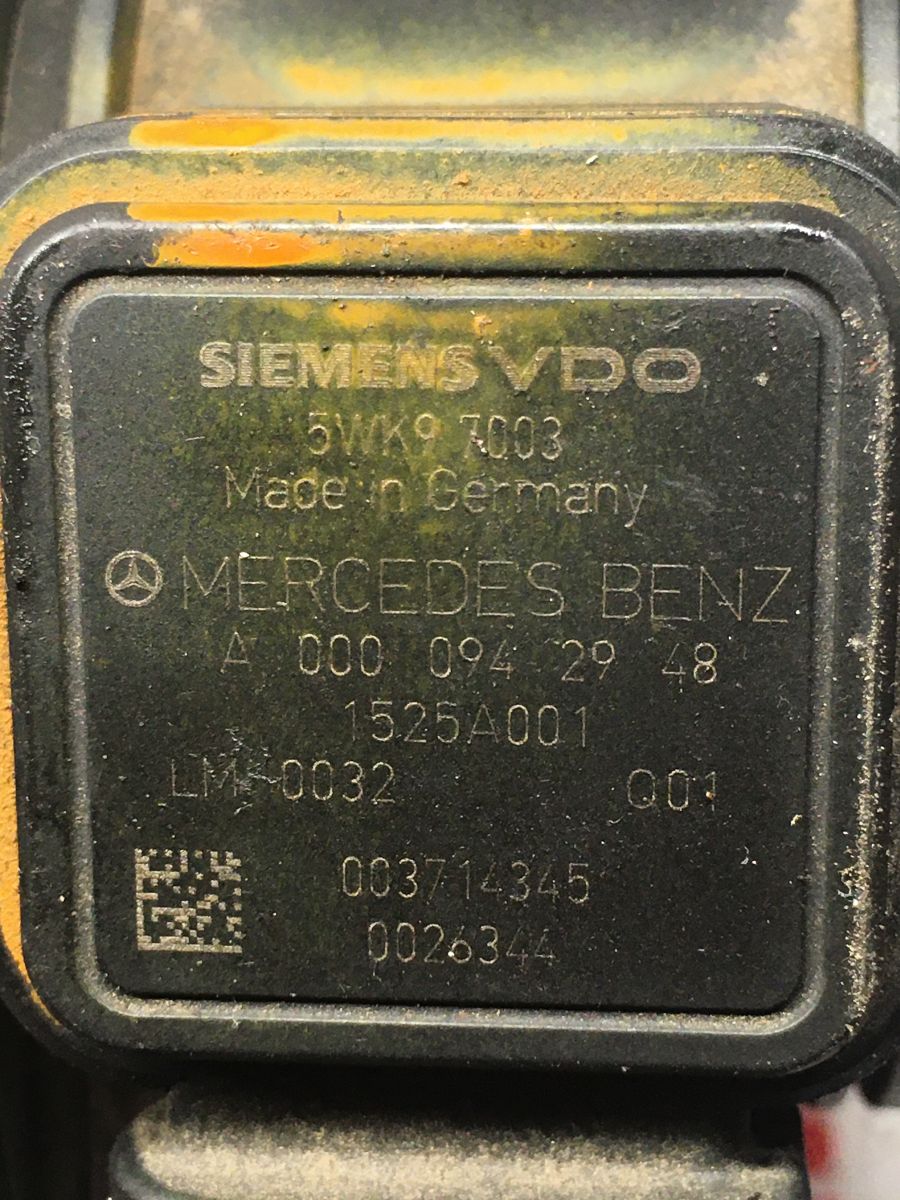 SIEMENS VDO
5WK9 7003
Made in Germany
MERCEDES BENZ
A 000 094 29 48
1525A001
LM-0032 Q01
003714345
0026344